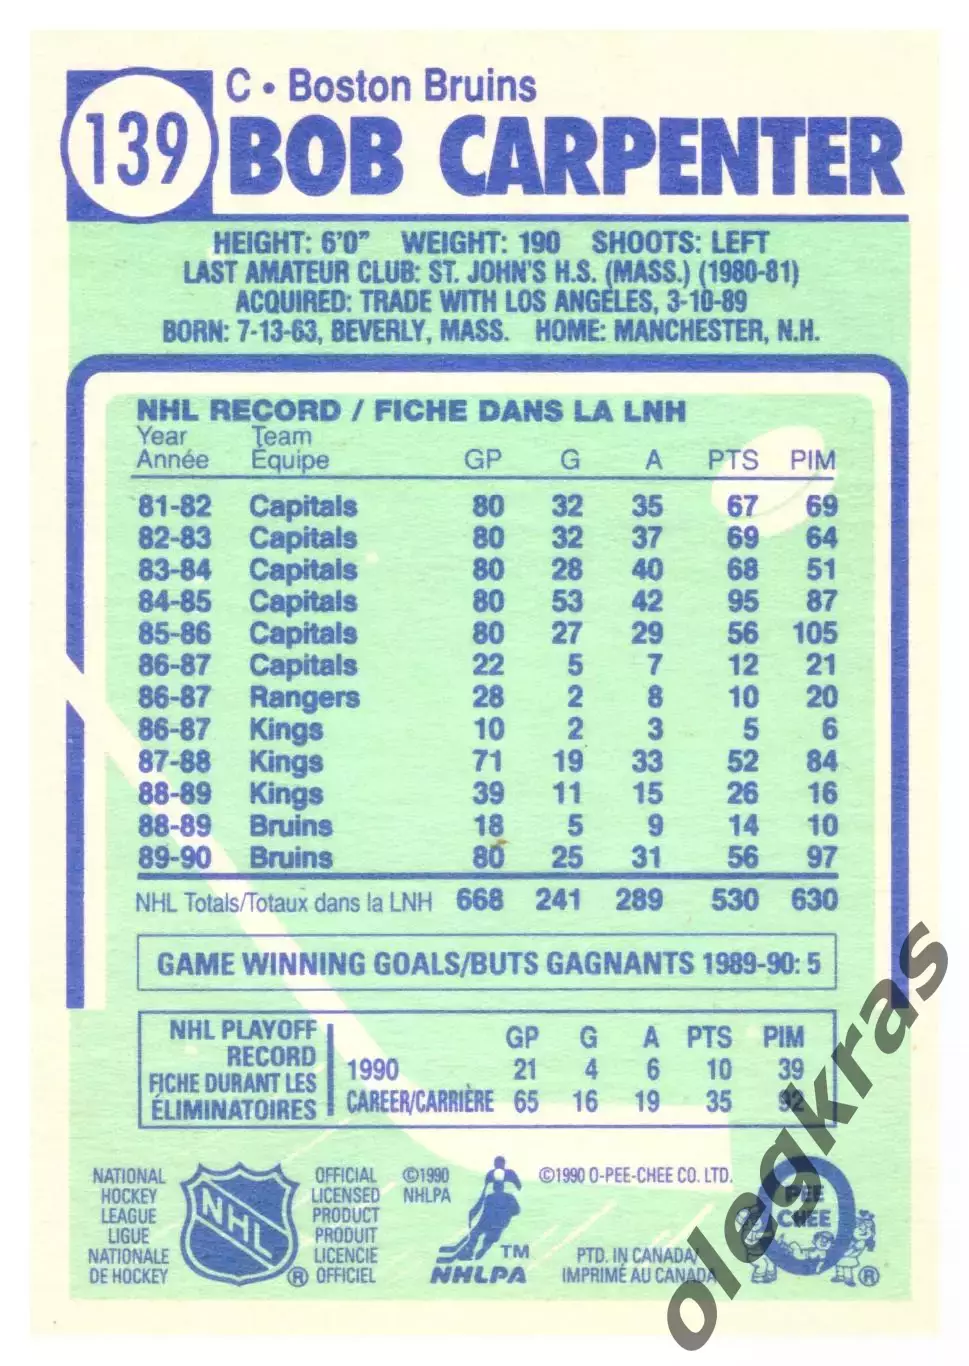 139
C • Boston Bruins
BOB CARPENTER
HEIGHT: 6'0" WEIGHT: 190 SHOOTS: LEFT
LAST AMATEUR CLUB: ST. JOHN'S H.S. (MASS.) (1980-81)
ACQUIRED: TRADE WITH LOS ANGELES, 3-10-89
BORN: 7-13-63, BEVERLY, MASS. HOME: MANCHESTER, N.H.
NHL RECORD / FICHE DANS LA LNH
Year Team
Année Équipe GP G A PTS PIM
81-82 Capitals 80 32 35 67 69
82-83 Capitals 80 32 37 69 64
83-84 Capitals 80 28 40 68 51
84-85 Capitals 80 53 42 95 87
85-86 Capitals 80 27 29 56 105
86-87 Capitals 22 5 7 12 21
86-87 Rangers 28 2 8 10 20
86-87 Kings 10 2 3 5 6
87-88 Kings 71 19 33 52 84
88-89 Kings 39 11 15 26 16
88-89 Bruins 18 5 9 14 10
89-90 Bruins 80 25 31 56 97
NHL Totals/Totaux dans la LNH 668 241 289 530 630
GAME WINNING GOALS/BUTS GAGNANTS 1989-90: 5
NHL PLAYOFF
RECORD
FICHE DURANT LES
ÉLIMINATOIRES
GP G A PTS PIM
1990 21 4 6 10 39
CAREER/CARRIÈRE 65 16 19 35 92
NATIONAL
HOCKEY
LEAGUE
LIGUE
NATIONALE
DE HOCKEY
NHL
®
OFFICIAL
LICENSED
PRODUCT
PRODUIT
LICENCIE
OFFICIEL
©1990
NHLPA
TM
NHLPA
©1990 O-PEE-CHEE CO. LTD.
PTD. IN CANADA/
IMPRIMÉ AU CANADA
O
PEE
CHEE
®
olegkras